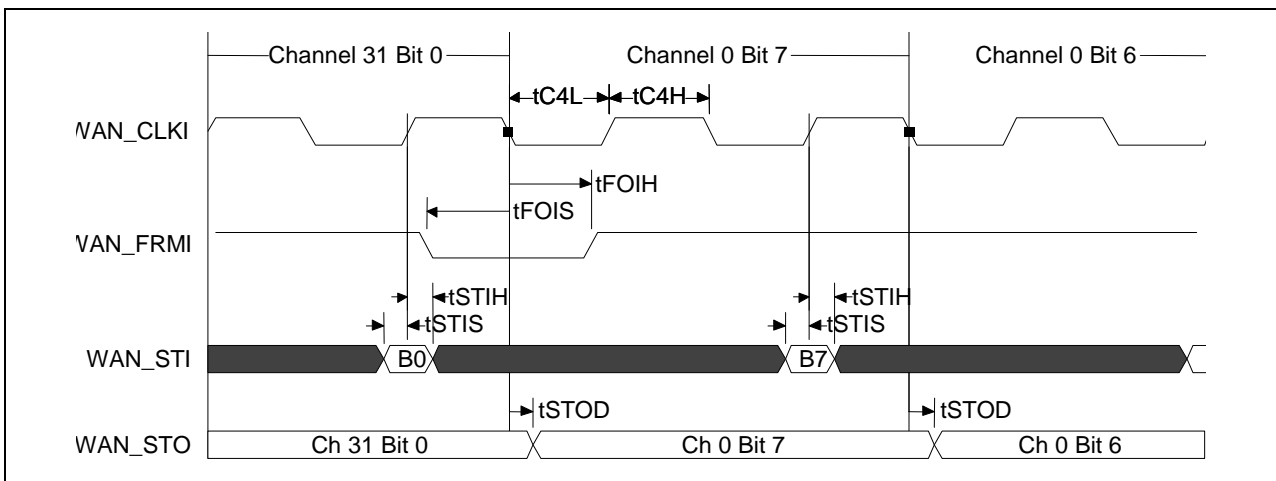 Channel 31 Bit 0 Channel 0 Bit 7 Channel 0 Bit 6
tC4L tC4H
WAN_CLKI
tFOIH
tFOIS
WAN_FRMI
tSTIH tSTIH
tSTIS tSTIS
WAN_STI B0 B7
tSTOD tSTOD
WAN_STO Ch 31 Bit 0 Ch 0 Bit 7 Ch 0 Bit 6